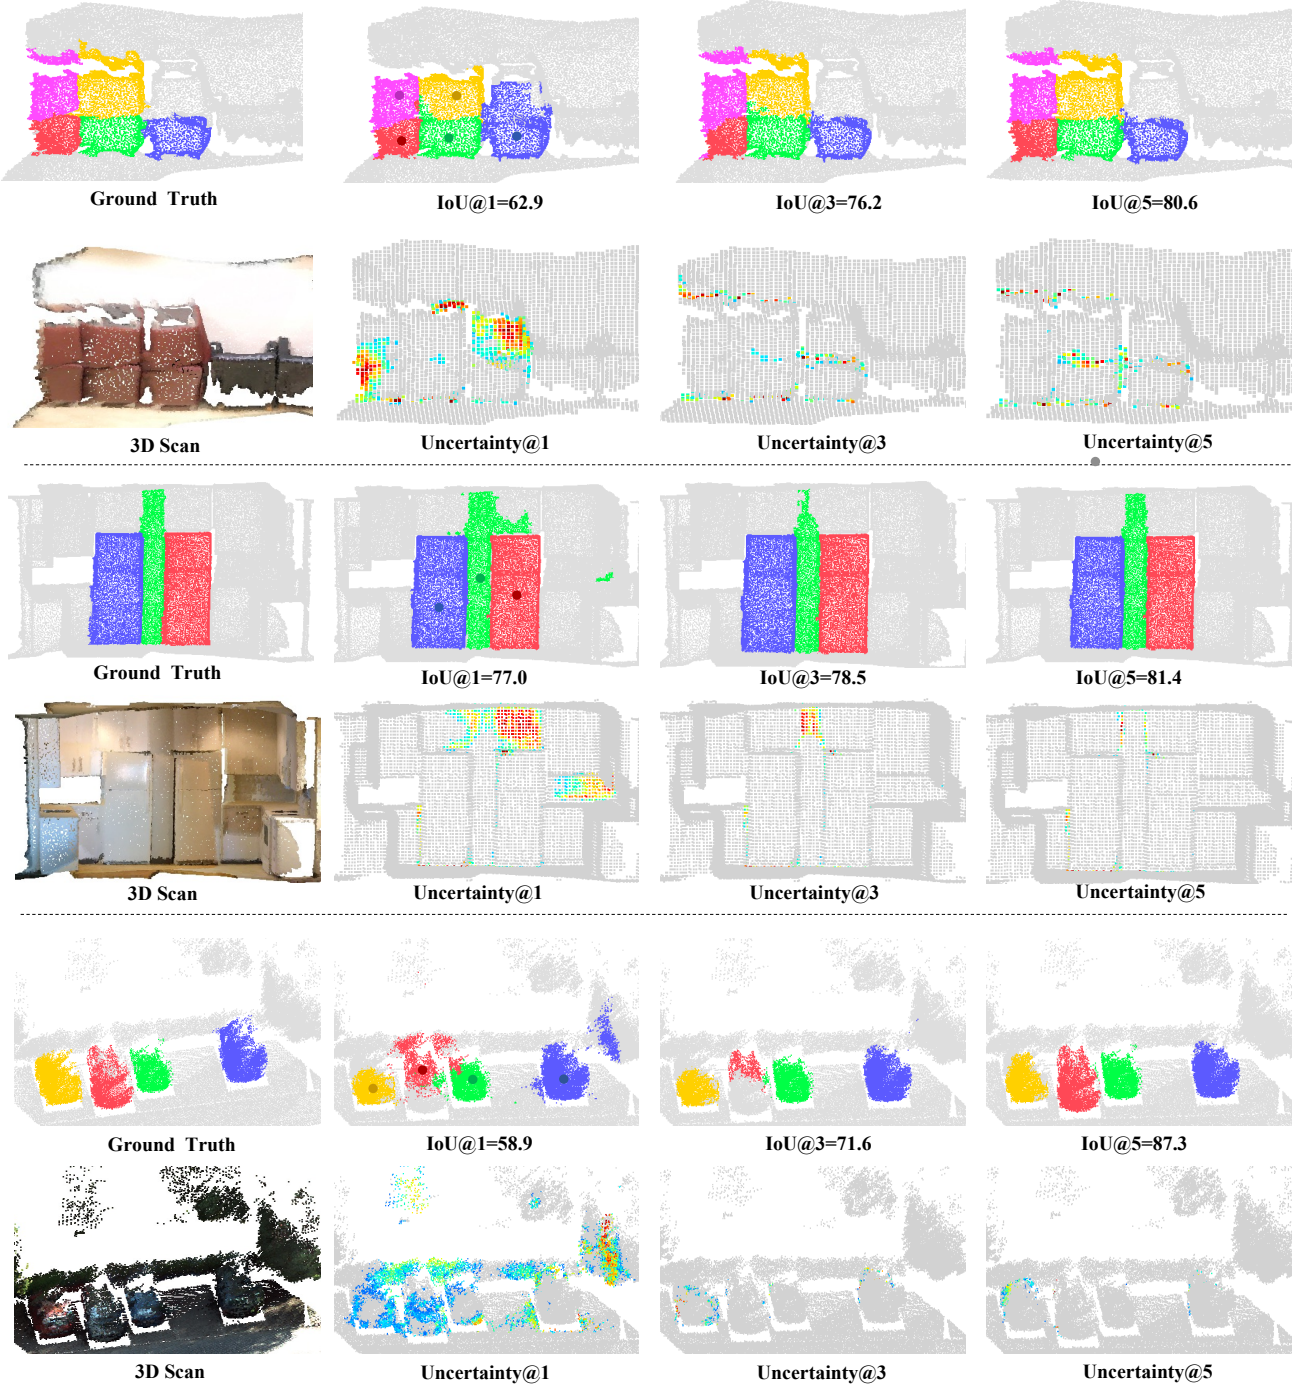 Ground Truth
IoU@1=62.9
IoU@3=76.2
IoU@5=80.6
3D Scan
Uncertainty@1
Uncertainty@3
Uncertainty@5
Ground Truth
IoU@1=77.0
IoU@3=78.5
IoU@5=81.4
3D Scan
Uncertainty@1
Uncertainty@3
Uncertainty@5
Ground Truth
IoU@1=58.9
IoU@3=71.6
IoU@5=87.3
3D Scan
Uncertainty@1
Uncertainty@3
Uncertainty@5